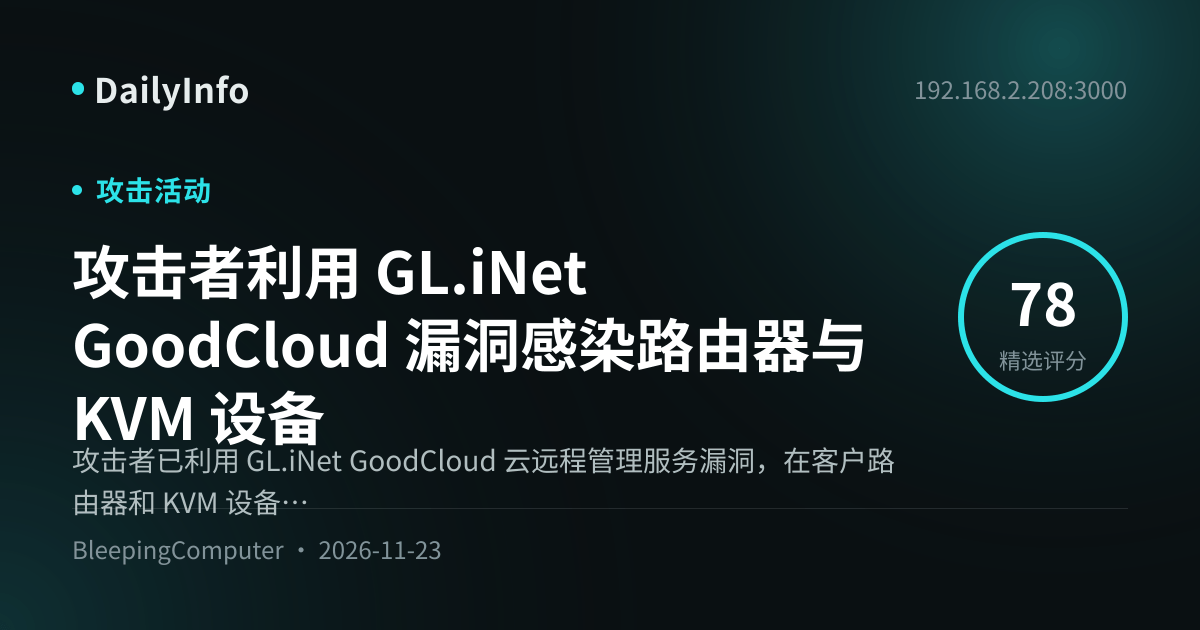 DailyInfo
192.168.2.208:3000
攻击活动
攻击者利用 GL.iNet
GoodCloud 漏洞感染路由器与
KVM 设备
78
精选评分
攻击者已利用 GL.iNet GoodCloud 云远程管理服务漏洞，在客户路
由器和 KVM 设备…
BleepingComputer • 2026-11-23